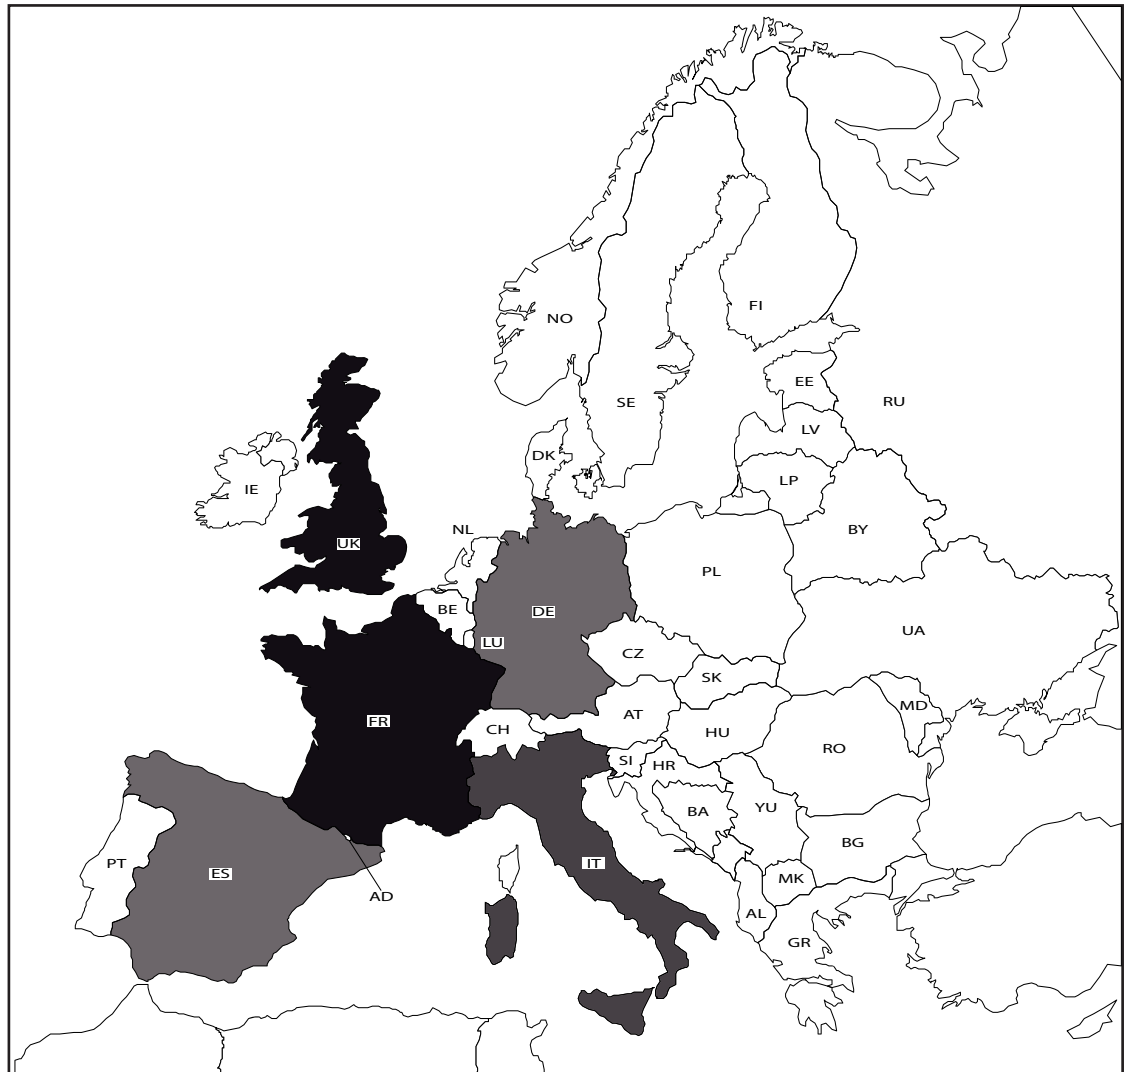 FI
NO
EE
RU
SE
LV
DK
LP
IE
BY
NL
UK
PL
BE
DE
UA
LU
CZ
SK
MD
AT
FR
CH
HU
RO
SI
HR
YU
BA
BG
PT
IT
ES
MK
AD
AL
GR